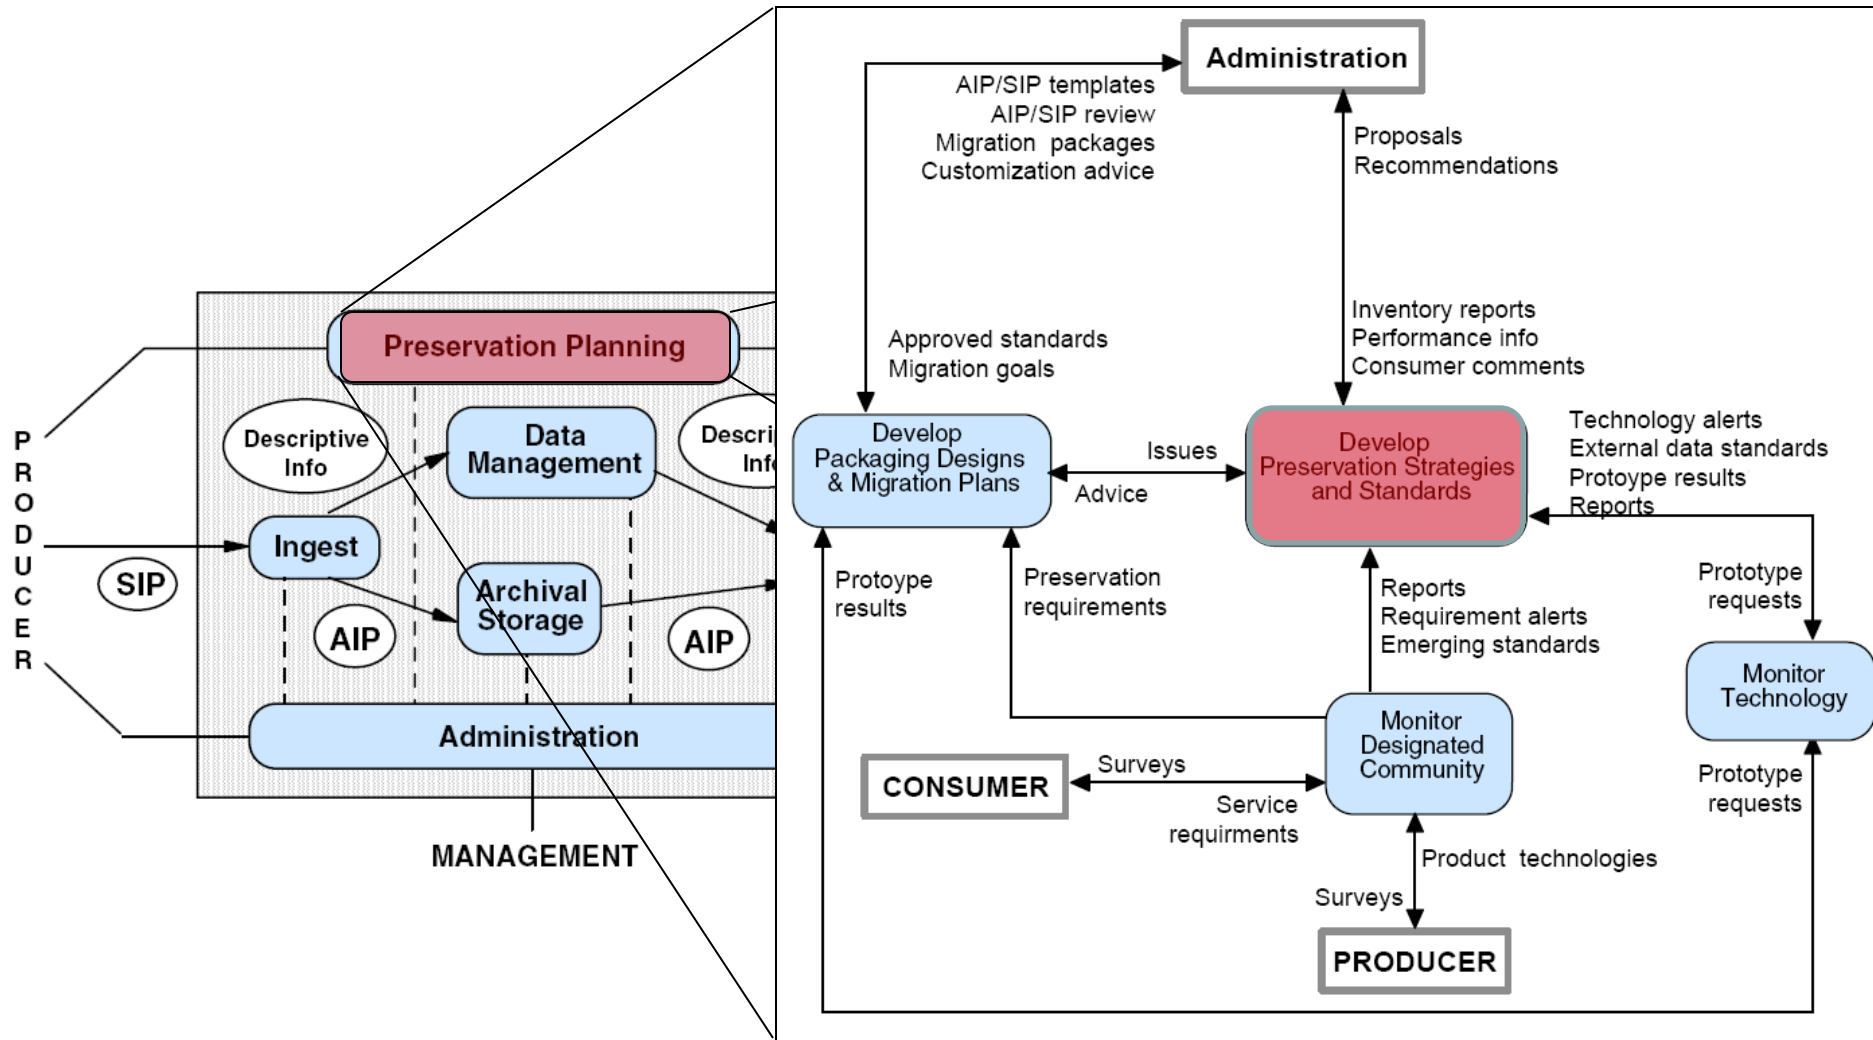 Preservation Planning
Descriptive
Info
Data
Management
Descri
Inf
P
R
O
D
U
C
E
R
Ingest
SIP
AIP
Archival
Storage
AIP
Administration
MANAGEMENT
Administration
AIP/SIP templates
AIP/SIP review
Migration packages
Customization advice
Proposals
Recommendations
Inventory reports
Performance info
Consumer comments
Approved standards
Migration goals
Develop
Packaging Designs
& Migration Plans
Issues
Advice
Develop
Preservation Strategies
and Standards
Technology alerts
External data standards
Protoype results
Reports
Protoype
results
Preservation
requirements
Reports
Requirement alerts
Emerging standards
Prototype
requests
Monitor
Technology
Monitor
Designated
Community
CONSUMER
Surveys
Service
requirments
Prototype
requests
Product technologies
Surveys
PRODUCER